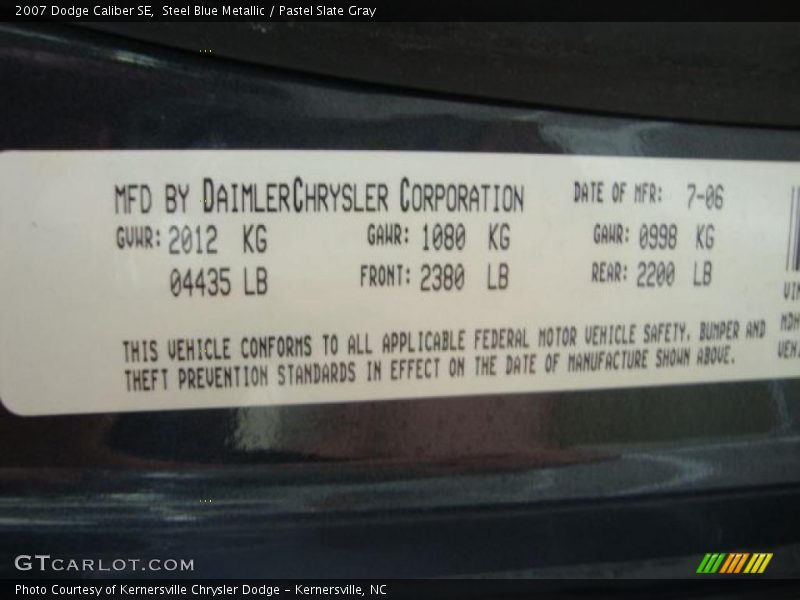 2007 Dodge Caliber SE,  Steel Blue Metallic / Pastel Slate Gray
MFD BY DAIMLERCHRYSLER CORPORATION DATE OF MFR: 7-06
GVWR: 2012 KG GAWR: 1080 KG GAWR: 0998 KG
04435 LB FRONT: 2380 LB REAR: 2200 LB
THIS VEHICLE CONFORMS TO ALL APPLICABLE FEDERAL MOTOR VEHICLE SAFETY, BUMPER AND
THEFT PREVENTION STANDARDS IN EFFECT ON THE DATE OF MANUFACTURE SHOWN ABOVE.
GTCARLOT.COM
Photo Courtesy of Kernersville Chrysler Dodge - Kernersville, NC